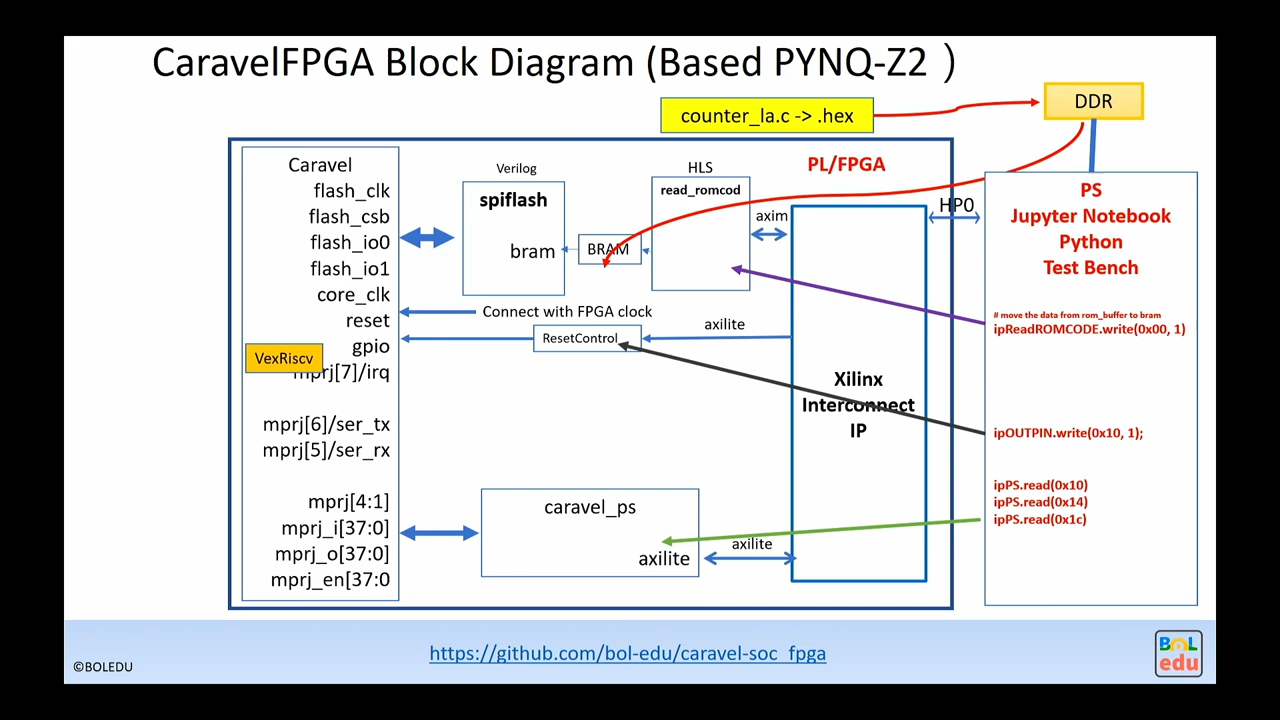 CaravelFPGA Block Diagram (Based PYNQ-Z2 )
counter_la.c -> .hex
DDR
Caravel
flash_clk
flash_csb
flash_io0
flash_io1
core_clk
reset
gpio
VexRiscv
mprj[7]/irq
mprj[6]/ser_tx
mprj[5]/ser_rx
mprj[4:1]
mprj_i[37:0]
mprj_o[37:0]
mprj_en[37:0
Verilog
spiflash
bram
BRAM
HLS
read_romcod
axim
PL/FPGA
HP0
Connect with FPGA clock
ResetControl
axilite
Xilinx
Interconnect
IP
caravel_ps
axilite
axilite
PS
Jupyter Notebook
Python
Test Bench
# move the data from rom_buffer to bram
ipReadROMCODE.write(0x00, 1)
ipOUTPIN.write(0x10, 1);
ipPS.read(0x10)
ipPS.read(0x14)
ipPS.read(0x1c)
©BOLEDU
https://github.com/bol-edu/caravel-soc_fpga
BOL
edu